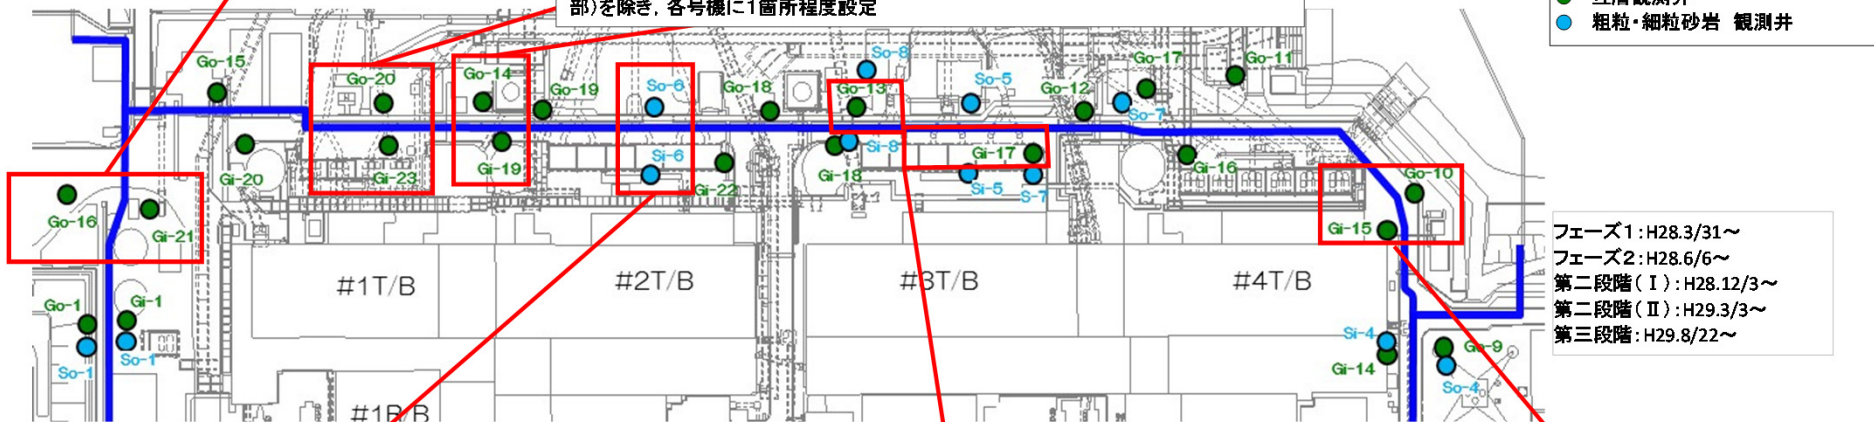 部)を除き, 各号機に1箇所程度設定
互層観測井
粗粒・細粒砂岩 観測井
Go-15
Go-20
Go-14
Go-19
So-6
Go-18
So-8
Go-13
So-5
Go-12
Go-17
So-7
Go-11
Gi-20
Gi-23
Gi-19
Si-6
Gi-22
Gi-18
Si-8
Gi-17
Si-5
S-7
Gi-16
Go-10
Gi-15
Go-16
Gi-21
#1T/B
#2T/B
#3T/B
#4T/B
フェーズ1:H28.3/31~
フェーズ2:H28.6/6~
第二段階(Ⅰ):H28.12/3~
第二段階(Ⅱ):H29.3/3~
第三段階:H29.8/22~
Go-1
Gi-1
So-1
So-1
Si-4
Gi-14
Go-9
So-4
#1R/B